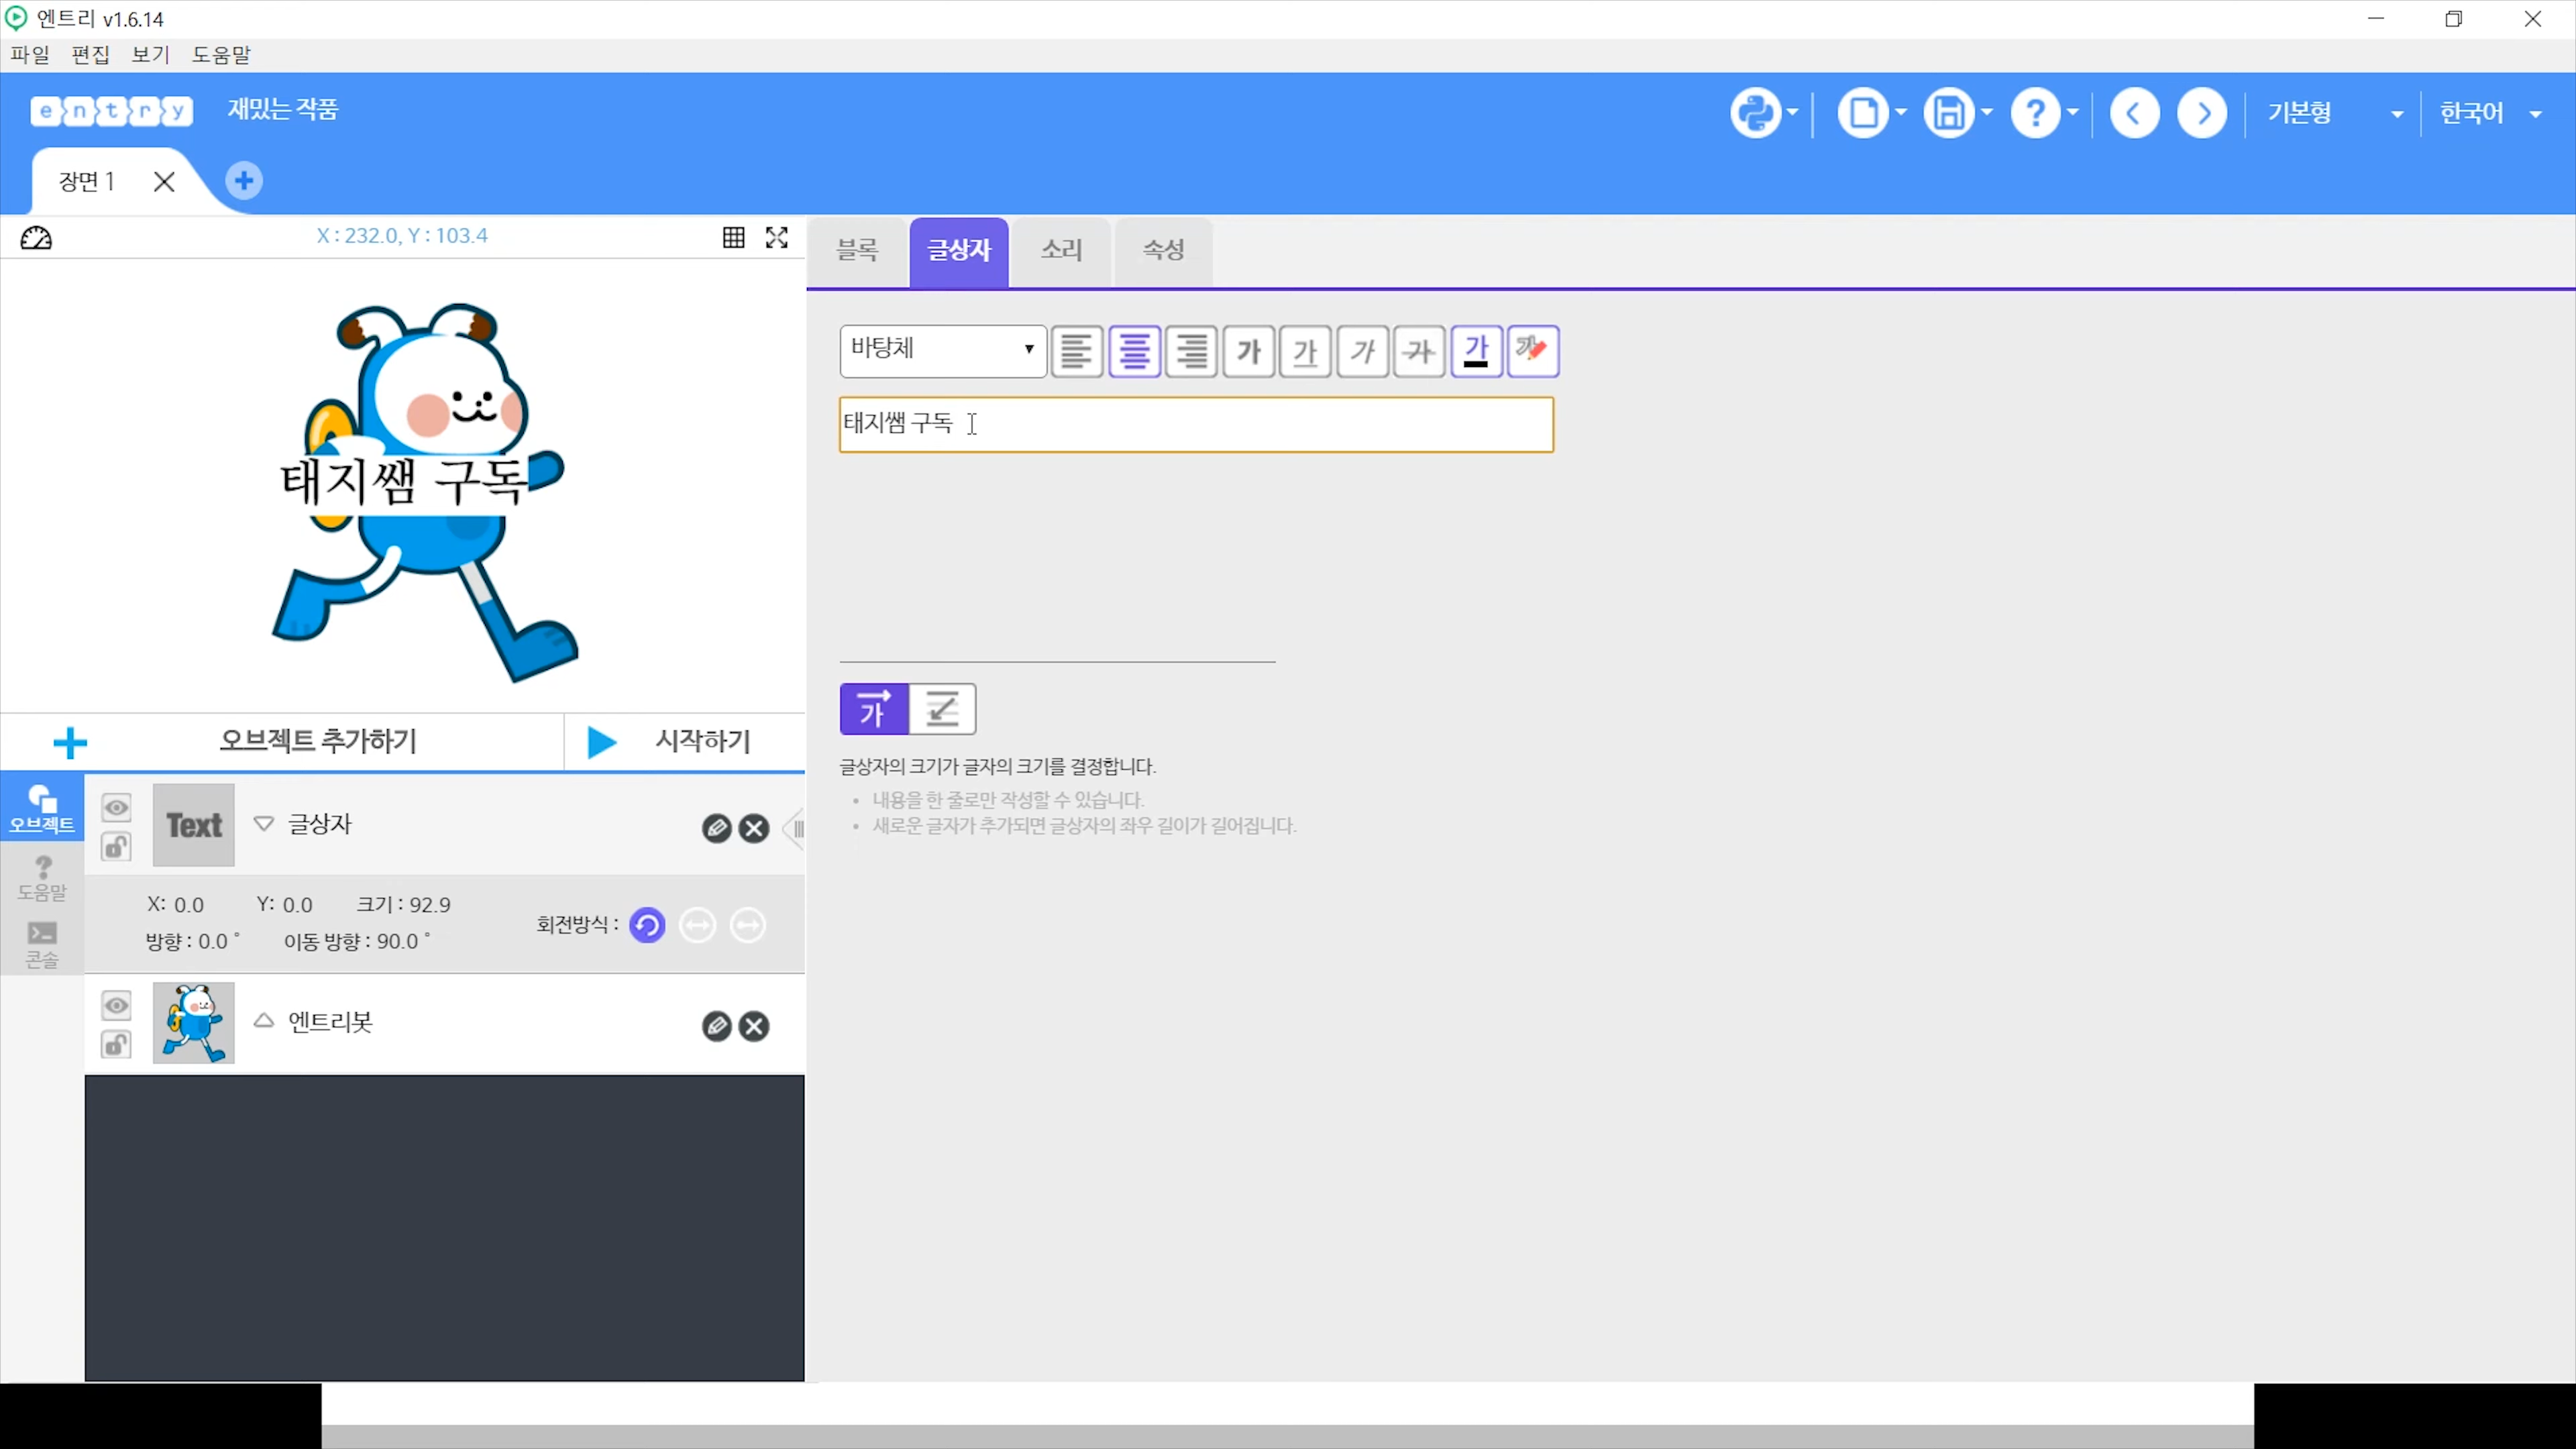 엔트리 v1.6.14
파일 편집 보기 도움말
entry 재밌는 작품 기본형 한국어
장면 1
X : 232.0, Y : 103.4
블록 글상자 소리 속성
바탕체 가 가 가 가 가 가
태지쌤 구독
태지쌤 구독
가
오브젝트 추가하기 시작하기
글상자의 크기가 글자의 크기를 결정합니다.
• 내용을 한 줄로만 작성할 수 있습니다.
• 새로운 글자가 추가되면 글상자의 좌우 길이가 길어집니다.
오브젝트
Text 글상자
도움말
X: 0.0 Y: 0.0 크기 : 92.9
방향 : 0.0 ˚ 이동 방향 : 90.0 ˚ 회전방식 :
콘솔
엔트리봇